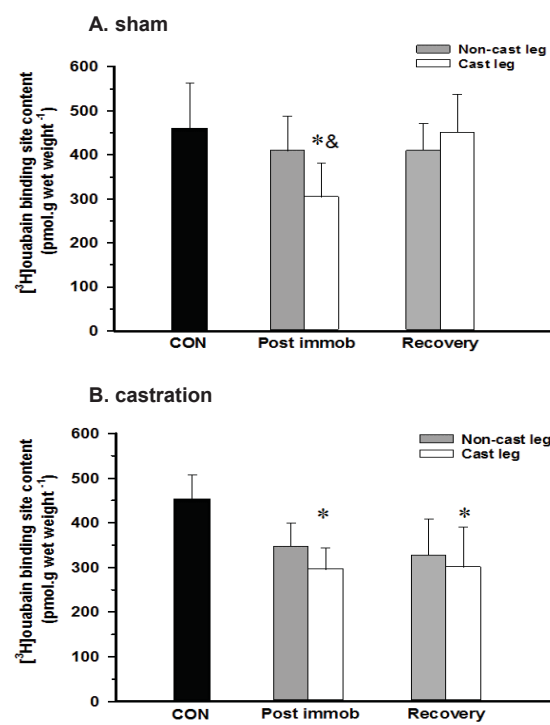 A. sham
Non-cast leg
Cast leg
[³H]ouabain binding site content
(pmol.g wet weight ⁻¹)
600
500
400
300
200
100
0
*&
CON Post immob Recovery
B. castration
Non-cast leg
Cast leg
[³H]ouabain binding site content
(pmol.g wet weight ⁻¹)
600
500
400
300
200
100
0
* *
CON Post immob Recovery